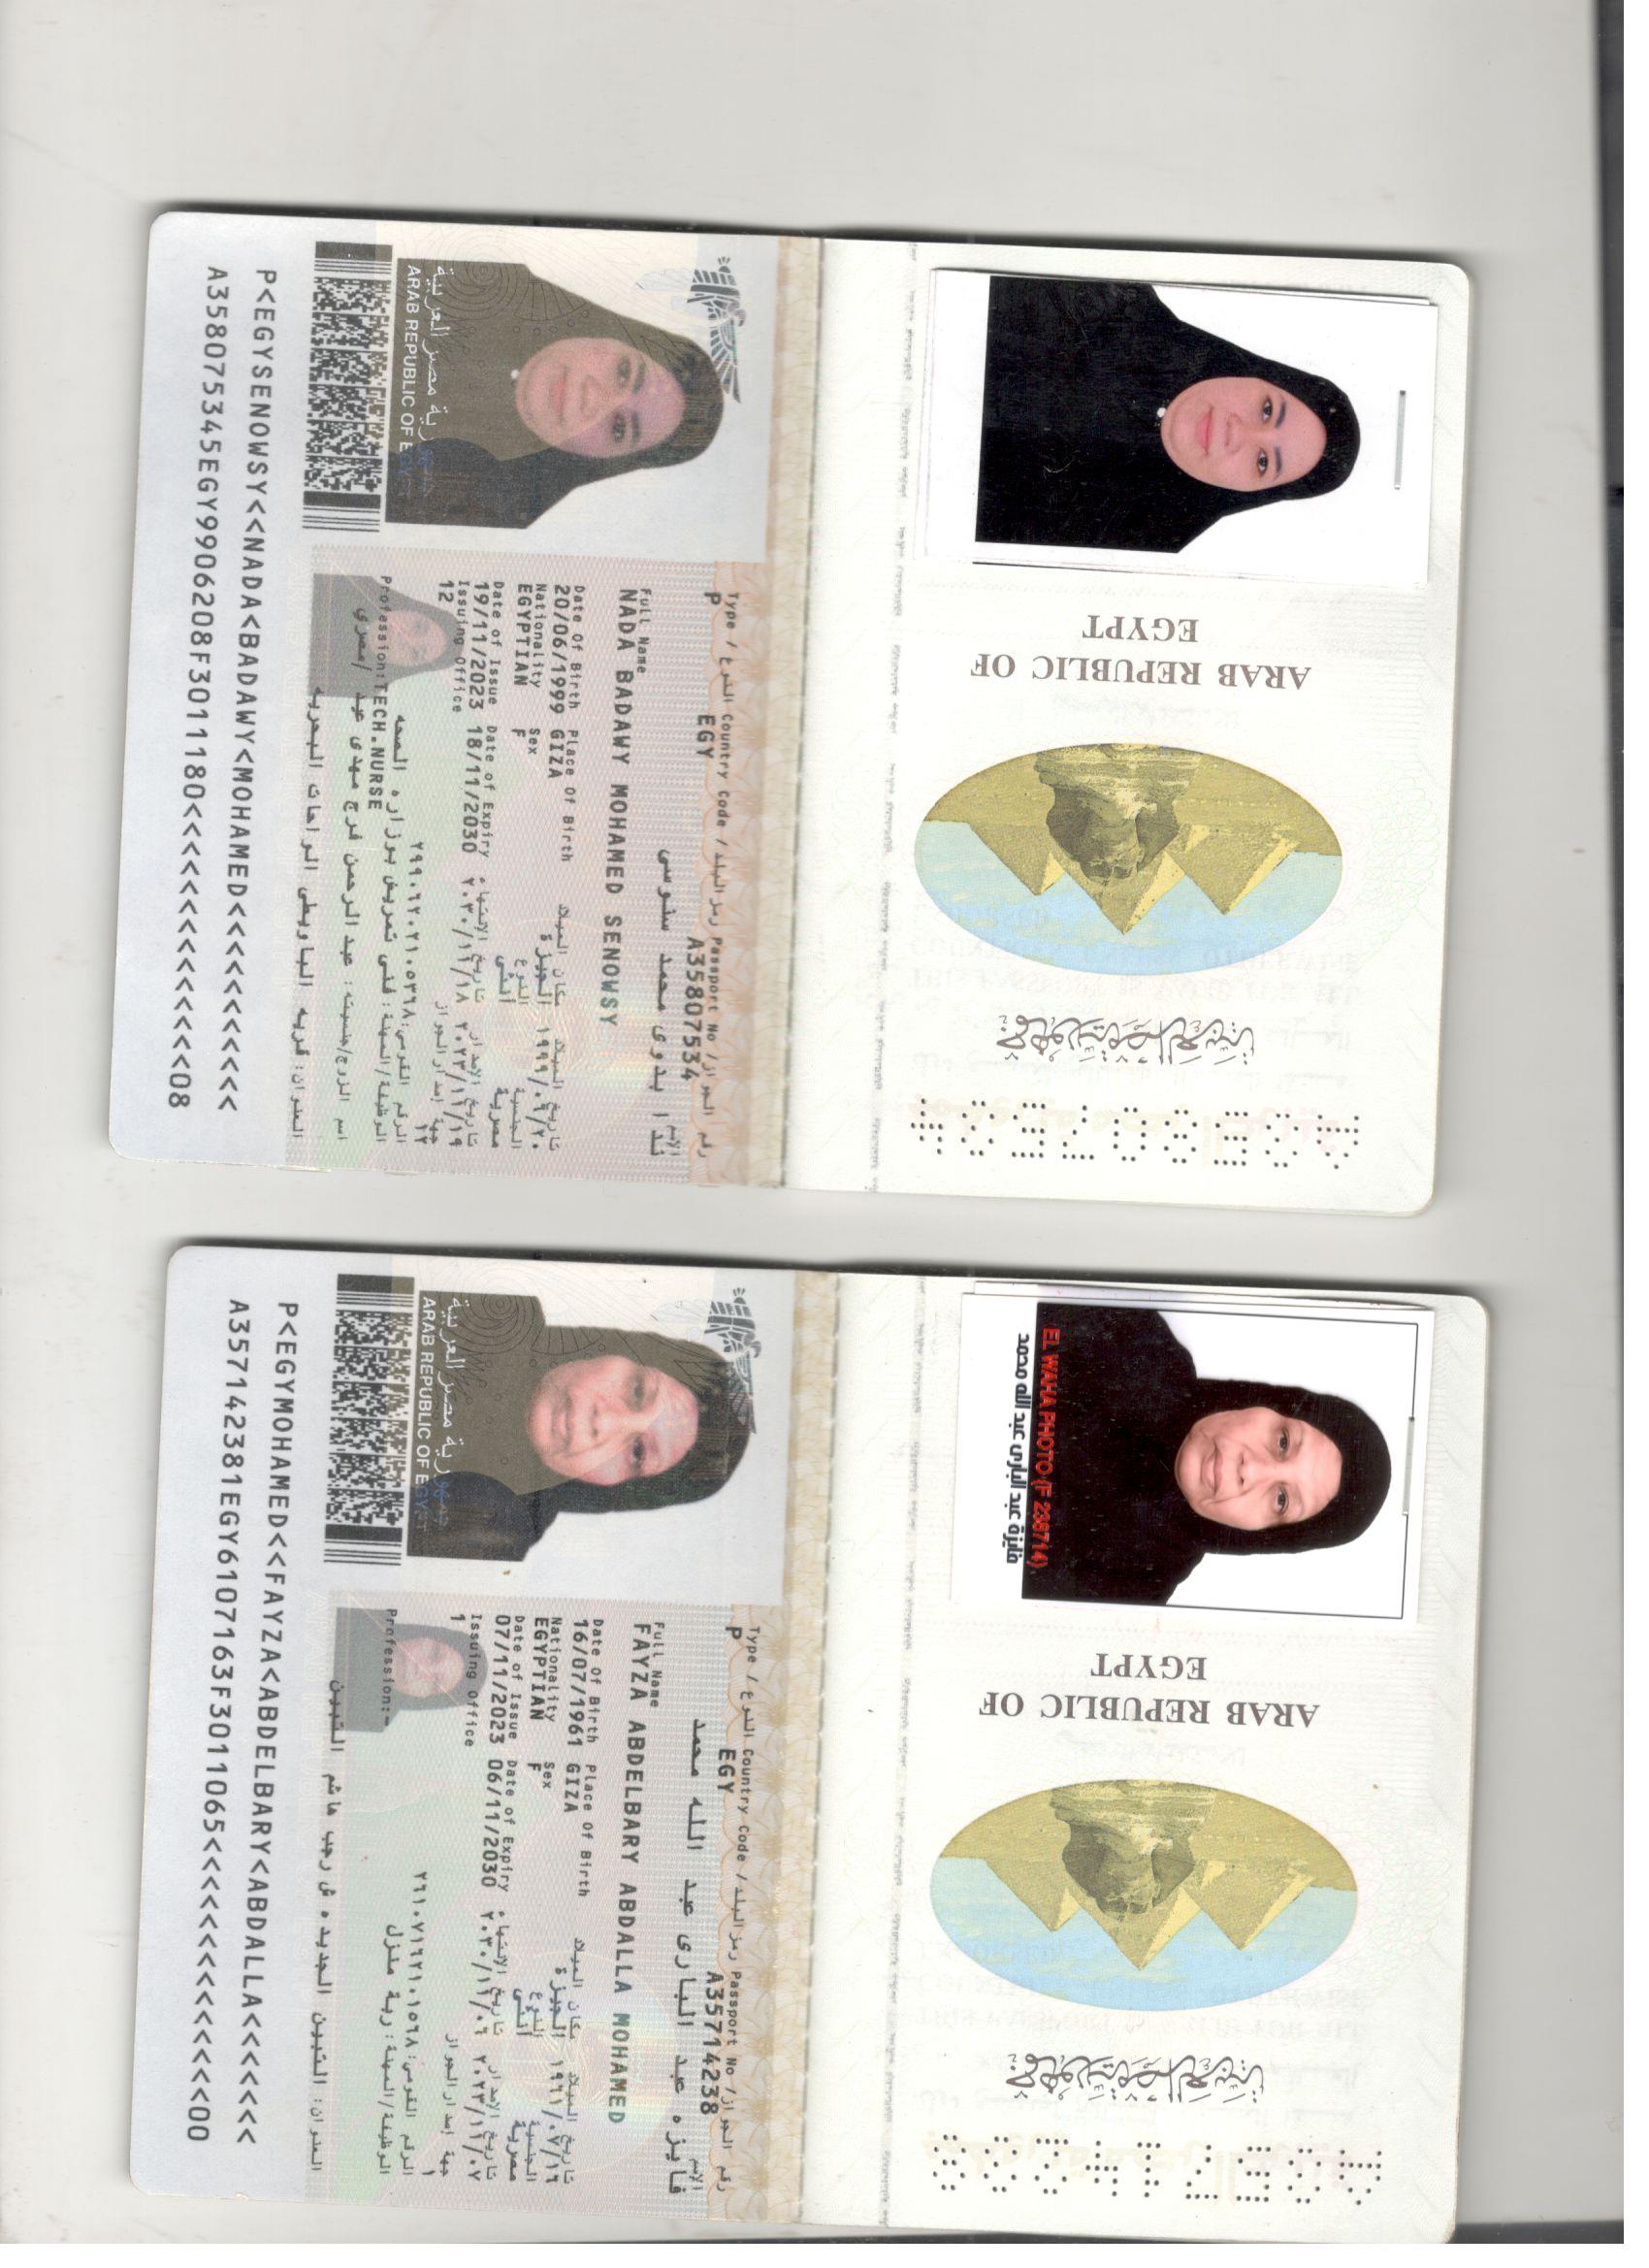 ARAB REPUBLIC OF
EGYPT
جمهورية مصر العربية
A35807534
Type / النوع Country Code / رمز البلد Passport No / رقم الجواز
P EGY A35807534
الإسم
ندا بدوى محمد سنوسى
Full Name
NADA BADAWY MOHAMED SENOWSY
Date Of Birth Place Of Birth مكان الميلاد تاريخ الميلاد
20/06/1999 GIZA الجيزة ١٩٩٩/٠٦/٢٠
Nationality Sex النوع الجنسية
EGYPTIAN F أنثى مصرية
Date of Issue Date of Expiry تاريخ الإنتهاء تاريخ الإصدار
19/11/2023 18/11/2030 ٢٠٣٠/١١/١٨ ٢٠٢٣/١١/١٩
Issuing Office جهة إصدار الجواز
12 ١٢
الرقم القومي: ٢٩٩٠٦٢٠٢١٠٥٣٦٨
الوظيفة/المهنة: فنى تمريض بوزاره الصحه
Profession:TECH.NURSE
اسم الزوج/جنسيته: عبد الرحمن فرج مهدى عيد /مصري
العنوان: قريه الباويطى الواحات البحريه
جمهورية مصر العربية
ARAB REPUBLIC OF EGYPT
P<EGYSENOWSY<<NADA<BADAWY<MOHAMED<<<<<<<<<<<
A358075345EGY9906208F3011180<<<<<<<<<<<<<<08
EL WAHA PHOTO (F 238714)
فايزة عبد البارى عبد الله محمد
ARAB REPUBLIC OF
EGYPT
جمهورية مصر العربية
A35714238
Type / النوع Country Code / رمز البلد Passport No / رقم الجواز
P EGY A35714238
الإسم
فايزه عبد البارى عبد الله محمد
Full Name
FAYZA ABDELBARY ABDALLA MOHAMED
Date Of Birth Place Of Birth مكان الميلاد تاريخ الميلاد
16/07/1961 GIZA الجيزة ١٩٦١/٠٧/١٦
Nationality Sex النوع الجنسية
EGYPTIAN F أنثى مصرية
Date of Issue Date of Expiry تاريخ الإنتهاء تاريخ الإصدار
07/11/2023 06/11/2030 ٢٠٣٠/١١/٠٦ ٢٠٢٣/١١/٠٧
Issuing Office جهة إصدار الجواز
1 ١
الرقم القومي: ٢٦١٠٧١٦٢١٠١٥٦٨
الوظيفة/المهنة: ربة منزل
Profession:-
العنوان: التبين الجديده ش رجب هاشم التبين
جمهورية مصر العربية
ARAB REPUBLIC OF EGYPT
P<EGYMOHAMED<<FAYZA<ABDELBARY<ABDALLA<<<<<<<
A357142381EGY6107163F3011065<<<<<<<<<<<<<<00